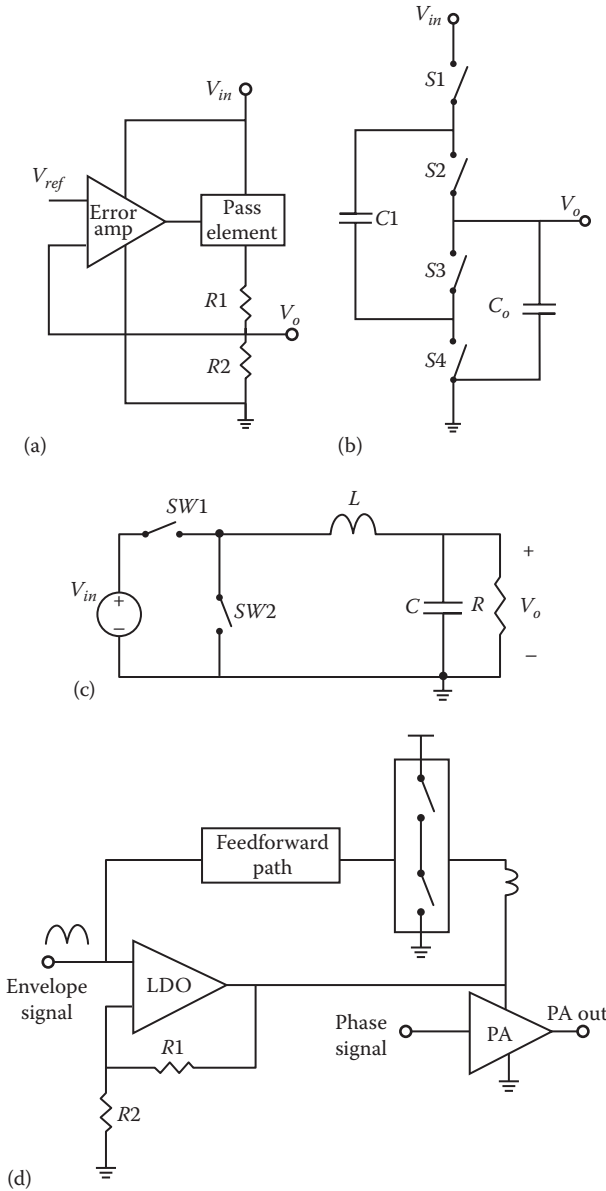 V_in
V_ref
Error
amp
Pass
element
R1
V_o
R2
(a)
V_in
S1
S2
C1
V_o
S3
C_o
S4
(b)
SW1
L
V_in
+
−
SW2
C
R
+
V_o
−
(c)
Feedforward
path
Envelope
signal
LDO
R1
R2
Phase
signal
PA
PA out
(d)